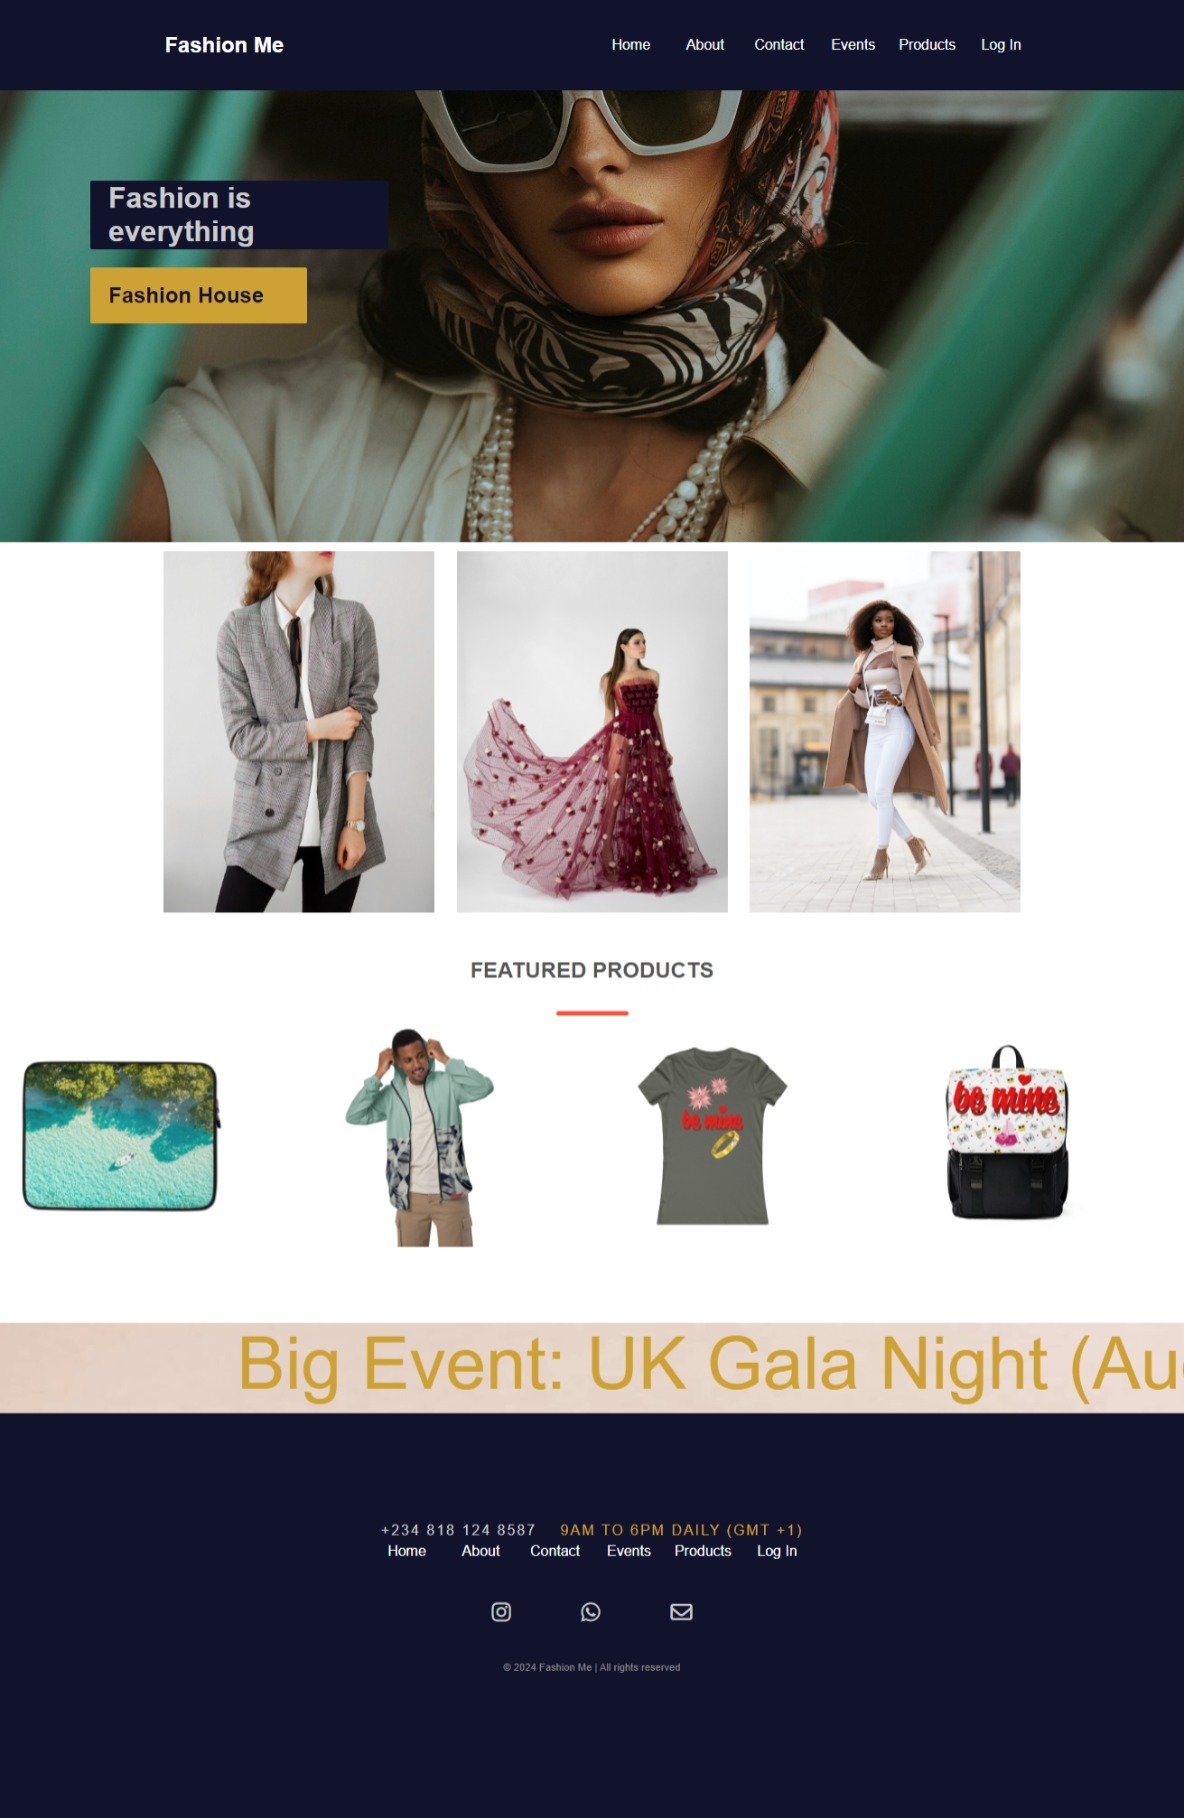 Fashion Me
Home About Contact Events Products Log In
Fashion is
everything
Fashion House
FEATURED PRODUCTS
be mine
be mine
Big Event: UK Gala Night (Au
+234 818 124 8587 9AM TO 6PM DAILY (GMT +1)
Home About Contact Events Products Log In
© 2024 Fashion Me | All rights reserved